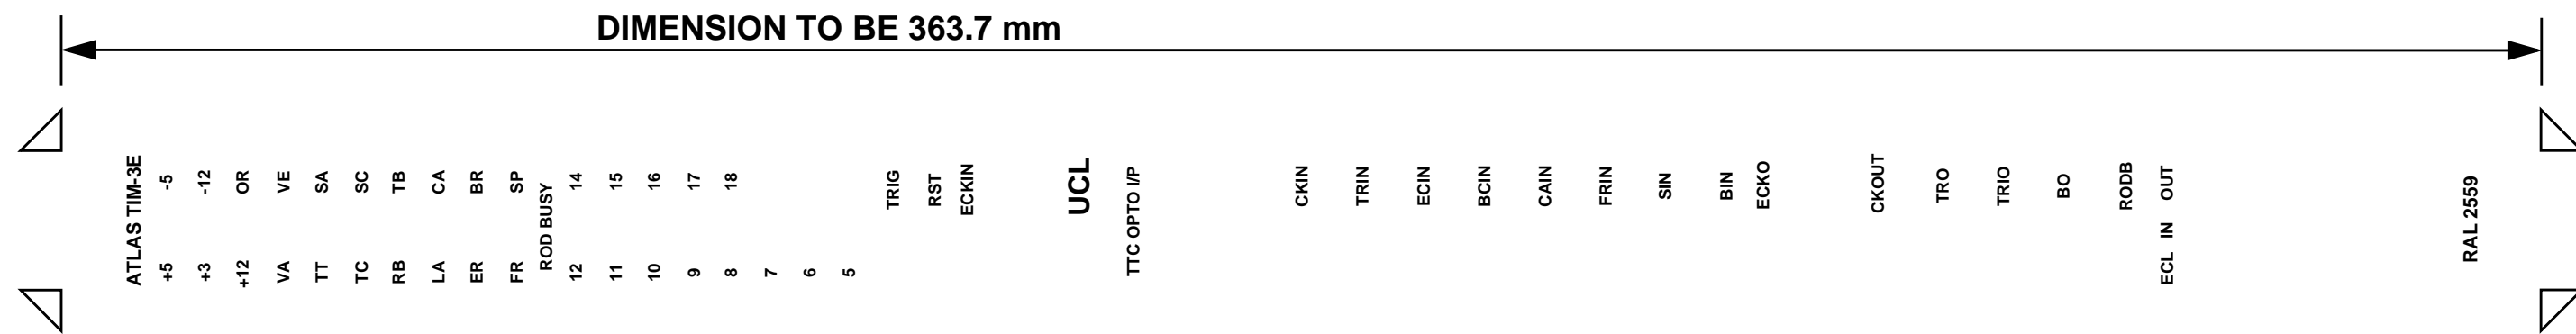 DIMENSION TO BE 363.7 mm
ATLAS TIM-3E
+5 -5
+3 -12
+12 OR
VA VE
TT SA
TC SC
RB TB
LA CA
ER BR
FR SP
ROD BUSY
12 14
11 15
10 16
9 17
8 18
7
6
5
TRIG
RST
ECKIN
UCL
TTC OPTO I/P
CKIN
TRIN
ECIN
BCIN
CAIN
FRIN
SIN
BIN
ECKO
CKOUT
TRO
TRIO
BO
RODB
ECL IN OUT
RAL 2559